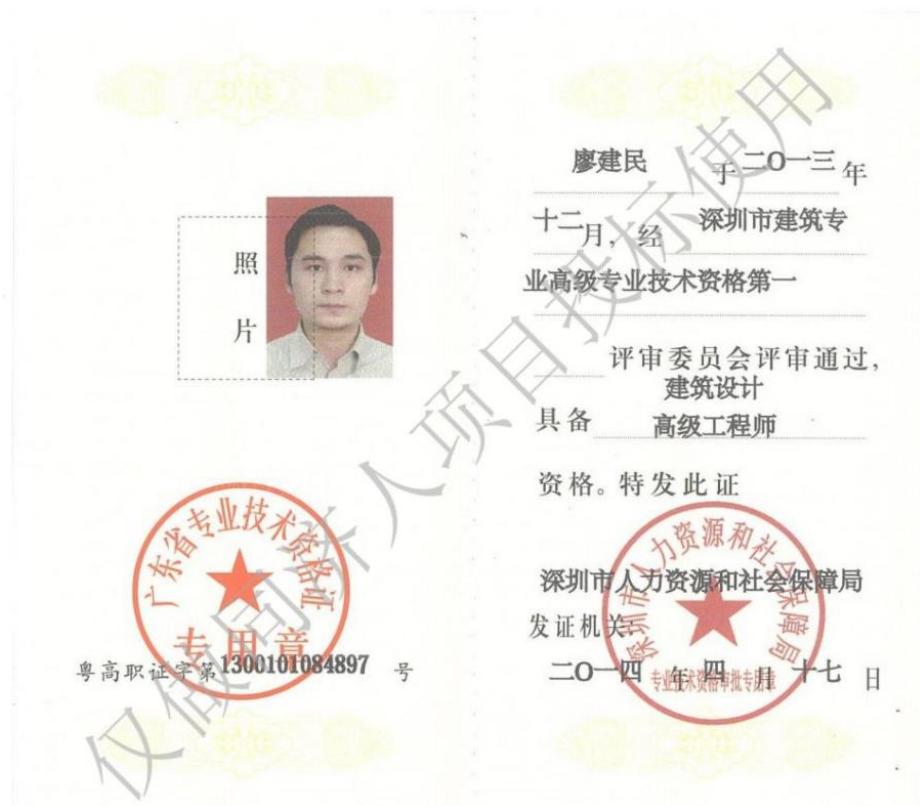 照
片
广东省专业技术资格证
专用章
粤高职证字第1300101084897号
廖建民 于二〇一三年
十二月，经 深圳市建筑专
业高级专业技术资格第一
评审委员会评审通过，
建筑设计
具备 高级工程师
资格。特发此证
深圳市人力资源和社会保障局
发证机关：
二〇一四年四月十七日
深圳市人力资源和社会保障局
专业技术资格审批专用章
仅做同济人项目投标使用